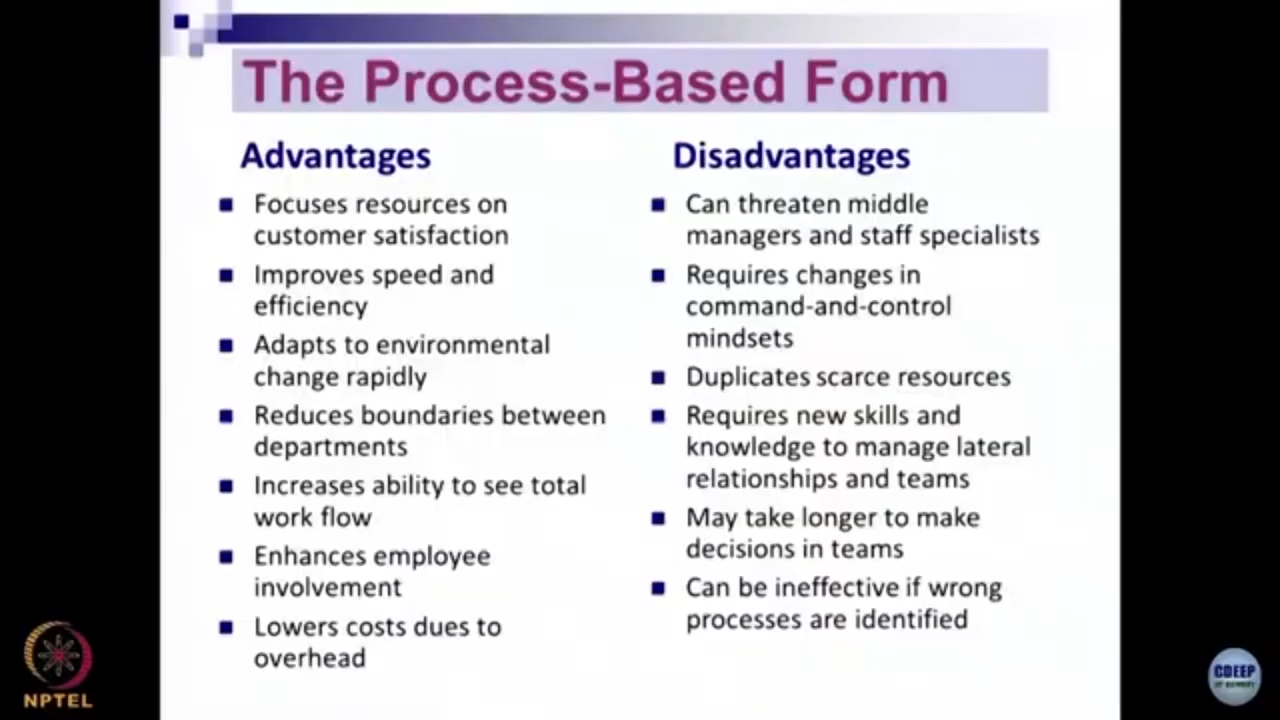 The Process-Based Form
Advantages
Focuses resources on
customer satisfaction
Improves speed and
efficiency
Adapts to environmental
change rapidly
Reduces boundaries between
departments
Increases ability to see total
work flow
Enhances employee
involvement
Lowers costs dues to
overhead
Disadvantages
Can threaten middle
managers and staff specialists
Requires changes in
command-and-control
mindsets
Duplicates scarce resources
Requires new skills and
knowledge to manage lateral
relationships and teams
May take longer to make
decisions in teams
Can be ineffective if wrong
processes are identified
NPTEL
CDEEP
IIT BOMBAY